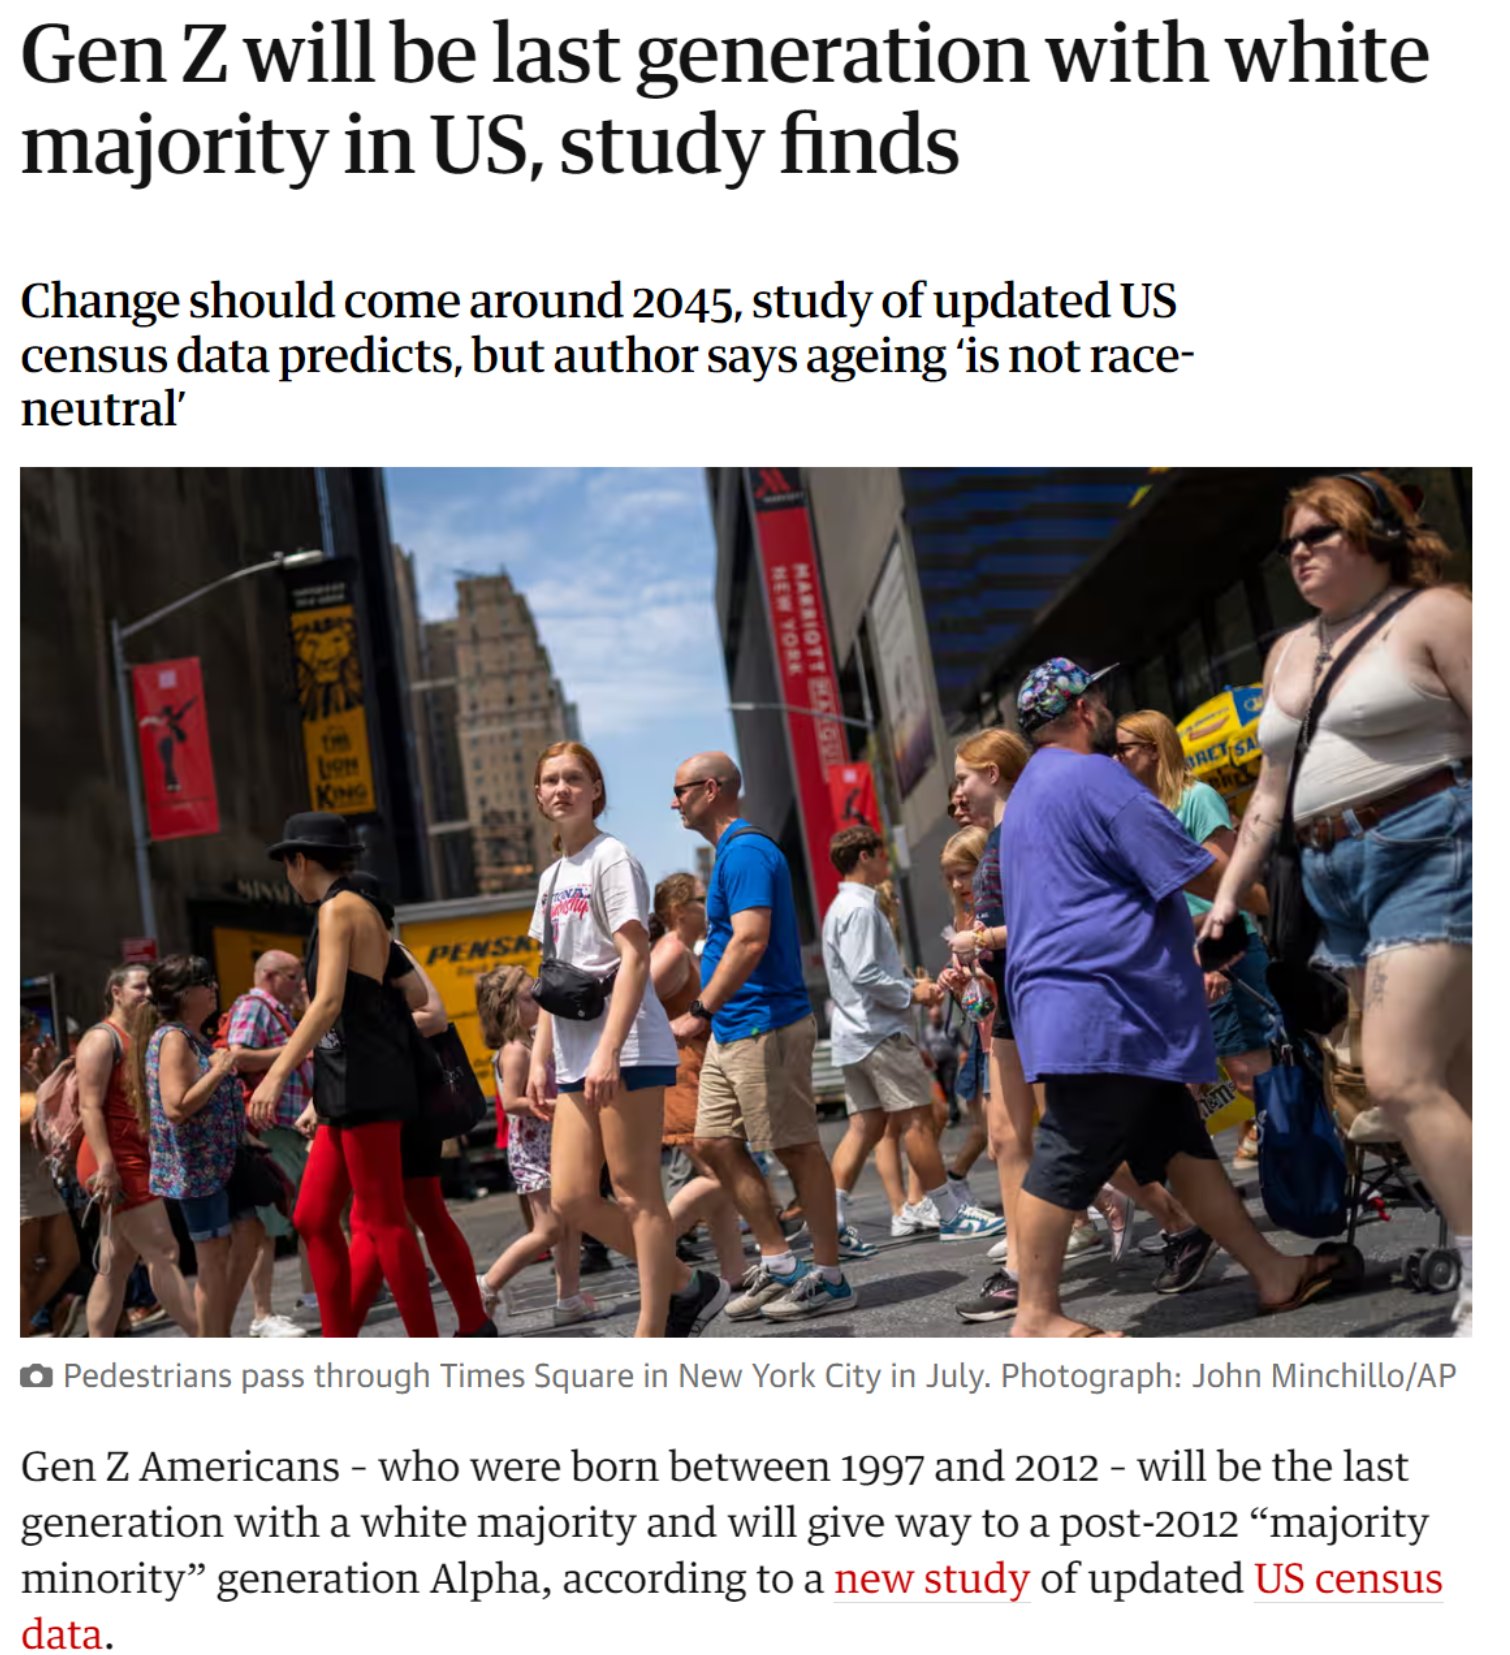 Gen Z will be last generation with white
majority in US, study finds
Change should come around 2045, study of updated US
census data predicts, but author says ageing ‘is not race-
neutral’
THE
LION
KING
MARRIOTT MARQUIS
NEW YORK
PENSK
m&m's
Pedestrians pass through Times Square in New York City in July. Photograph: John Minchillo/AP
Gen Z Americans - who were born between 1997 and 2012 - will be the last
generation with a white majority and will give way to a post-2012 “majority
minority” generation Alpha, according to a new study of updated US census
data.